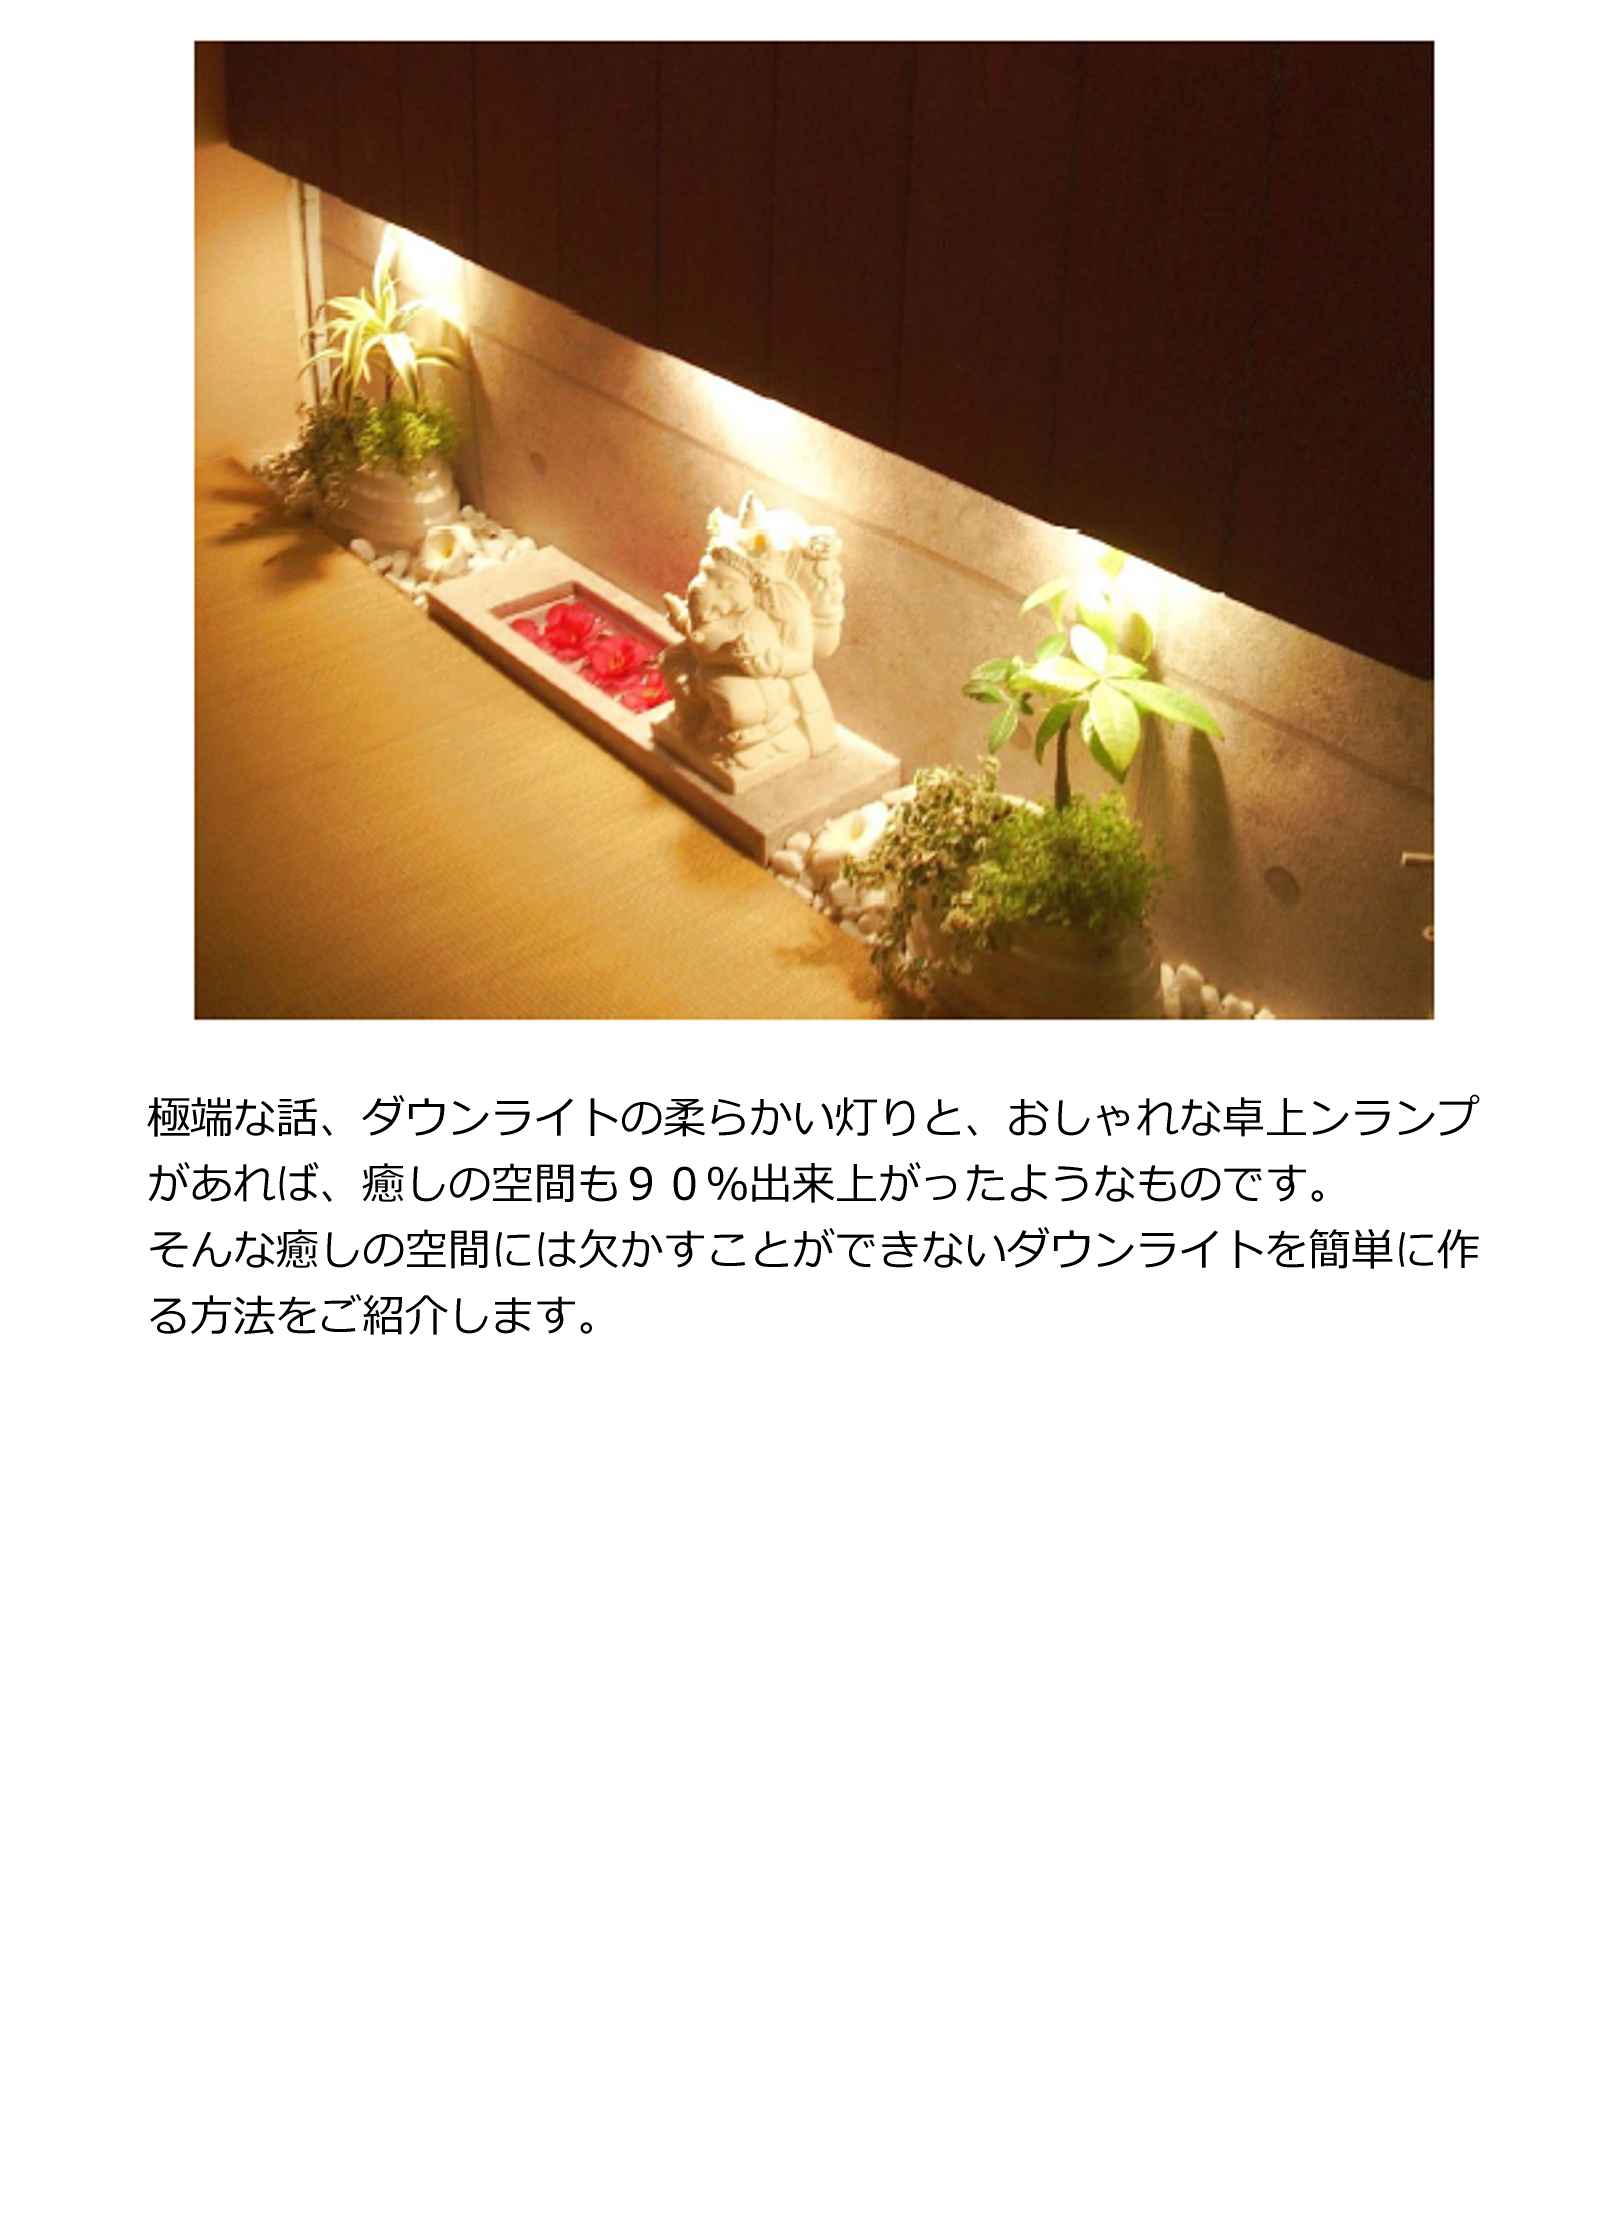 極端な話、ダウンライトの柔らかい灯りと、おしゃれな卓上ンランプ
があれば、癒しの空間も９０％出来上がったようなものです。
そんな癒しの空間には欠かすことができないダウンライトを簡単に作
る方法をご紹介します。